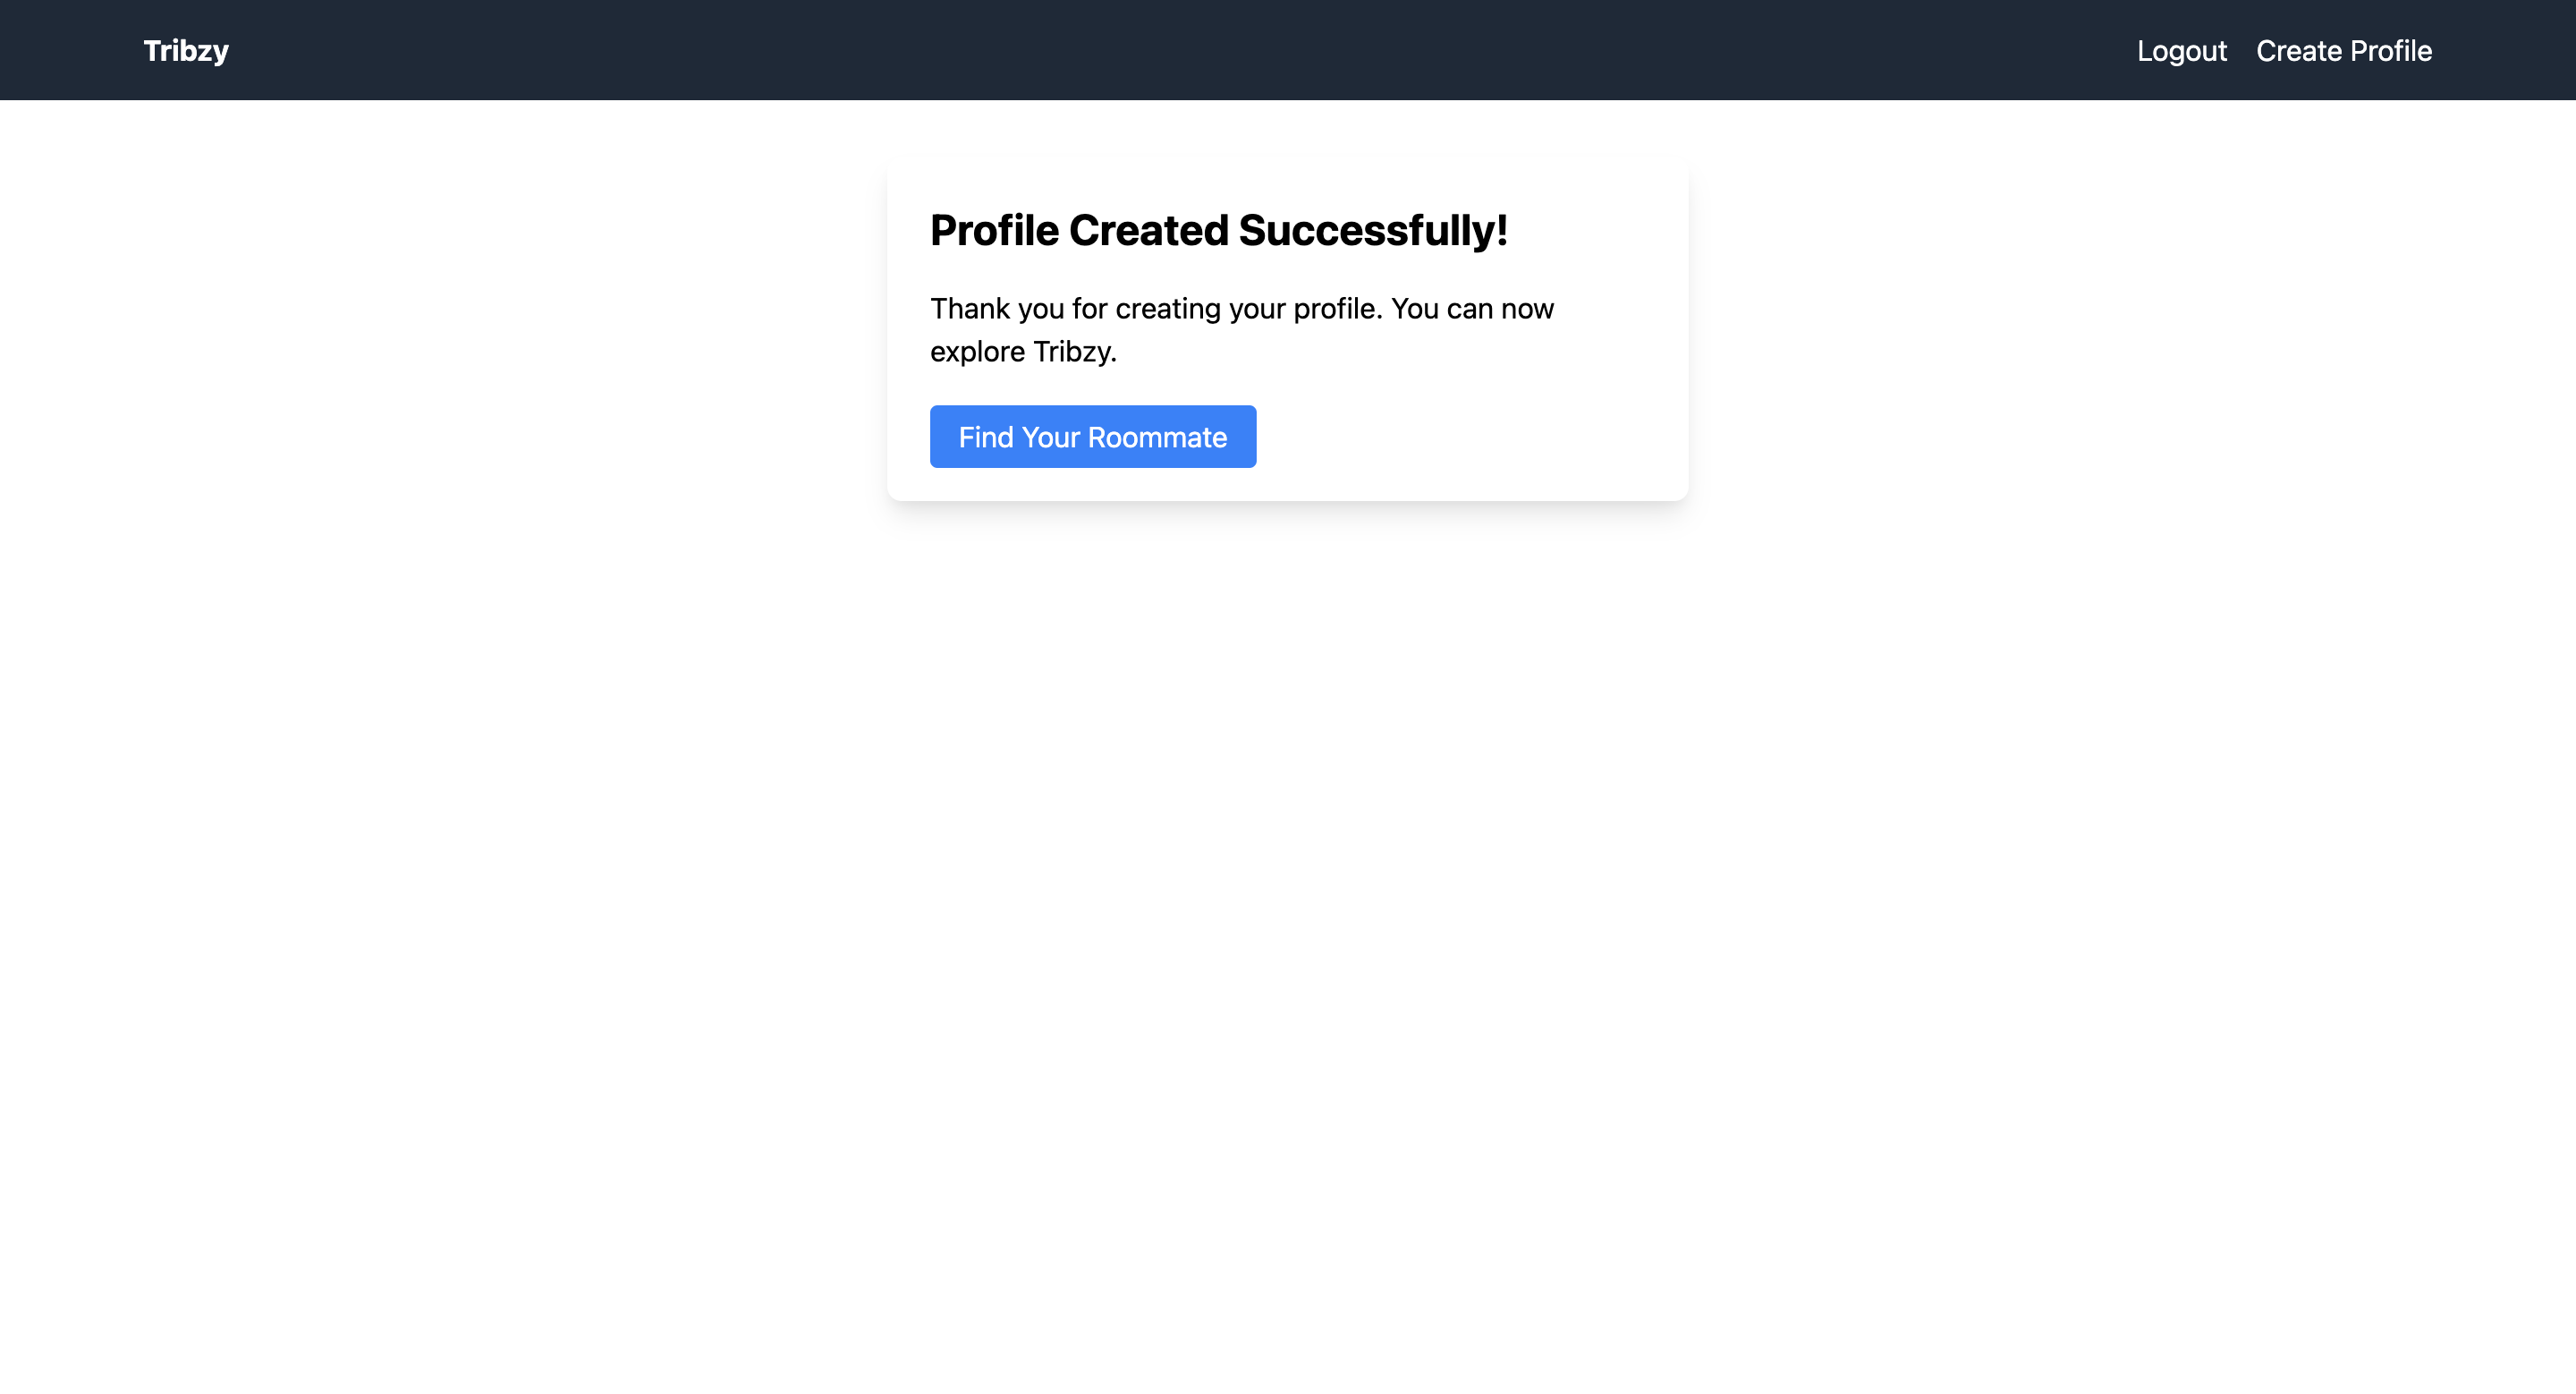 Tribzy
Logout
Create Profile
Profile Created Successfully!
Thank you for creating your profile. You can now
explore Tribzy.
Find Your Roommate